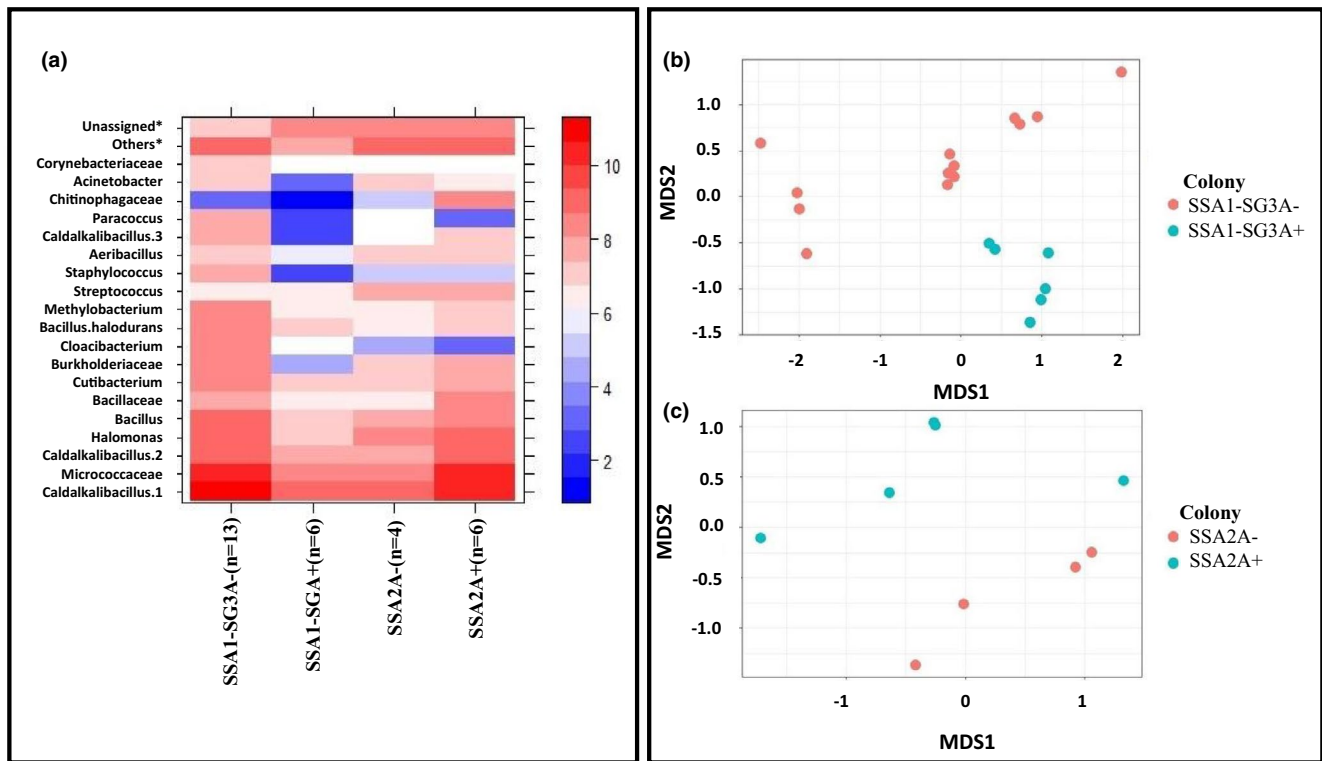 (a)
Unassigned*
Others*
Corynebacteriaceae
Acinetobacter
Chitinophagaceae
Paracoccus
Caldalkalibacillus.3
Aeribacillus
Staphylococcus
Streptococcus
Methylobacterium
Bacillus.halodurans
Cloacibacterium
Burkholderiaceae
Cutibacterium
Bacillaceae
Bacillus
Halomonas
Caldalkalibacillus.2
Micrococcaceae
Caldalkalibacillus.1
SSA1-SG3A-(n=13)
SSA1-SGA+(n=6)
SSA2A-(n=4)
SSA2A+(n=6)
10
8
6
4
2
(b)
MDS2
1.0
0.5
0.0
-0.5
-1.0
-1.5
-2 -1 0 1 2
MDS1
Colony
SSA1-SG3A-
SSA1-SG3A+
(c)
MDS2
1.0
0.5
0.0
-0.5
-1.0
-1 0 1
MDS1
Colony
SSA2A-
SSA2A+